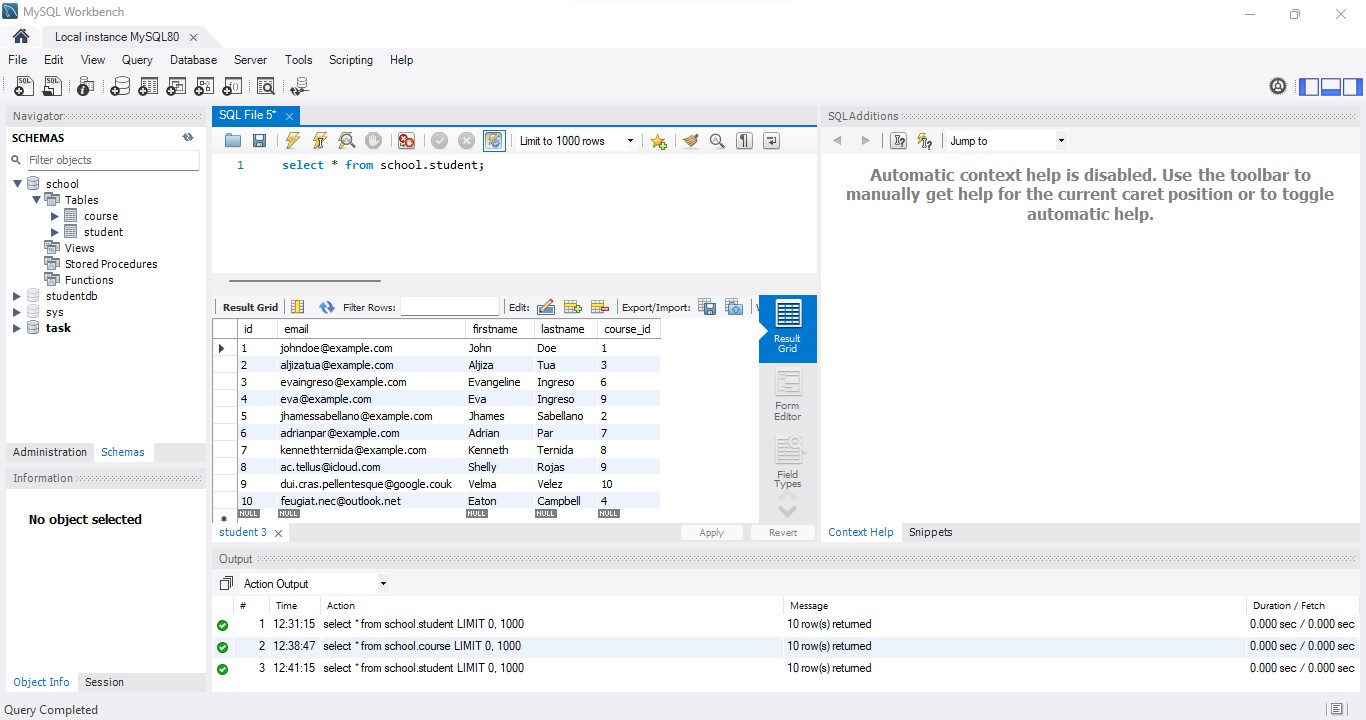 MySQL Workbench
Local instance MySQL80
File Edit View Query Database Server Tools Scripting Help
Navigator
SCHEMAS
Filter objects
school
Tables
course
student
Views
Stored Procedures
Functions
studentdb
sys
task
Administration Schemas
Information
No object selected
Object Info Session
SQL File 5*
Limit to 1000 rows
1 select * from school.student;
Result Grid Filter Rows: Edit: Export/Import:
id email firstname lastname course_id
1 johndoe@example.com John Doe 1
2 aljizatua@example.com Aljiza Tua 3
3 evaingreso@example.com Evangeline Ingreso 6
4 eva@example.com Eva Ingreso 9
5 jhamessabellano@example.com Jhames Sabellano 2
6 adrianpar@example.com Adrian Par 7
7 kennethternida@example.com Kenneth Ternida 8
8 ac.tellus@icloud.com Shelly Rojas 9
9 dui.cras.pellentesque@google.couk Velma Velez 10
10 feugiat.nec@outlook.net Eaton Campbell 4
NULL NULL NULL NULL NULL
Result
Grid
Form
Editor
Field
Types
student 3 Apply Revert
SQLAdditions
Jump to
Automatic context help is disabled. Use the toolbar to
manually get help for the current caret position or to toggle
automatic help.
Context Help Snippets
Output
Action Output
# Time Action Message Duration / Fetch
1 12:31:15 select * from school.student LIMIT 0, 1000 10 row(s) returned 0.000 sec / 0.000 sec
2 12:38:47 select * from school.course LIMIT 0, 1000 10 row(s) returned 0.000 sec / 0.000 sec
3 12:41:15 select * from school.student LIMIT 0, 1000 10 row(s) returned 0.000 sec / 0.000 sec
Query Completed